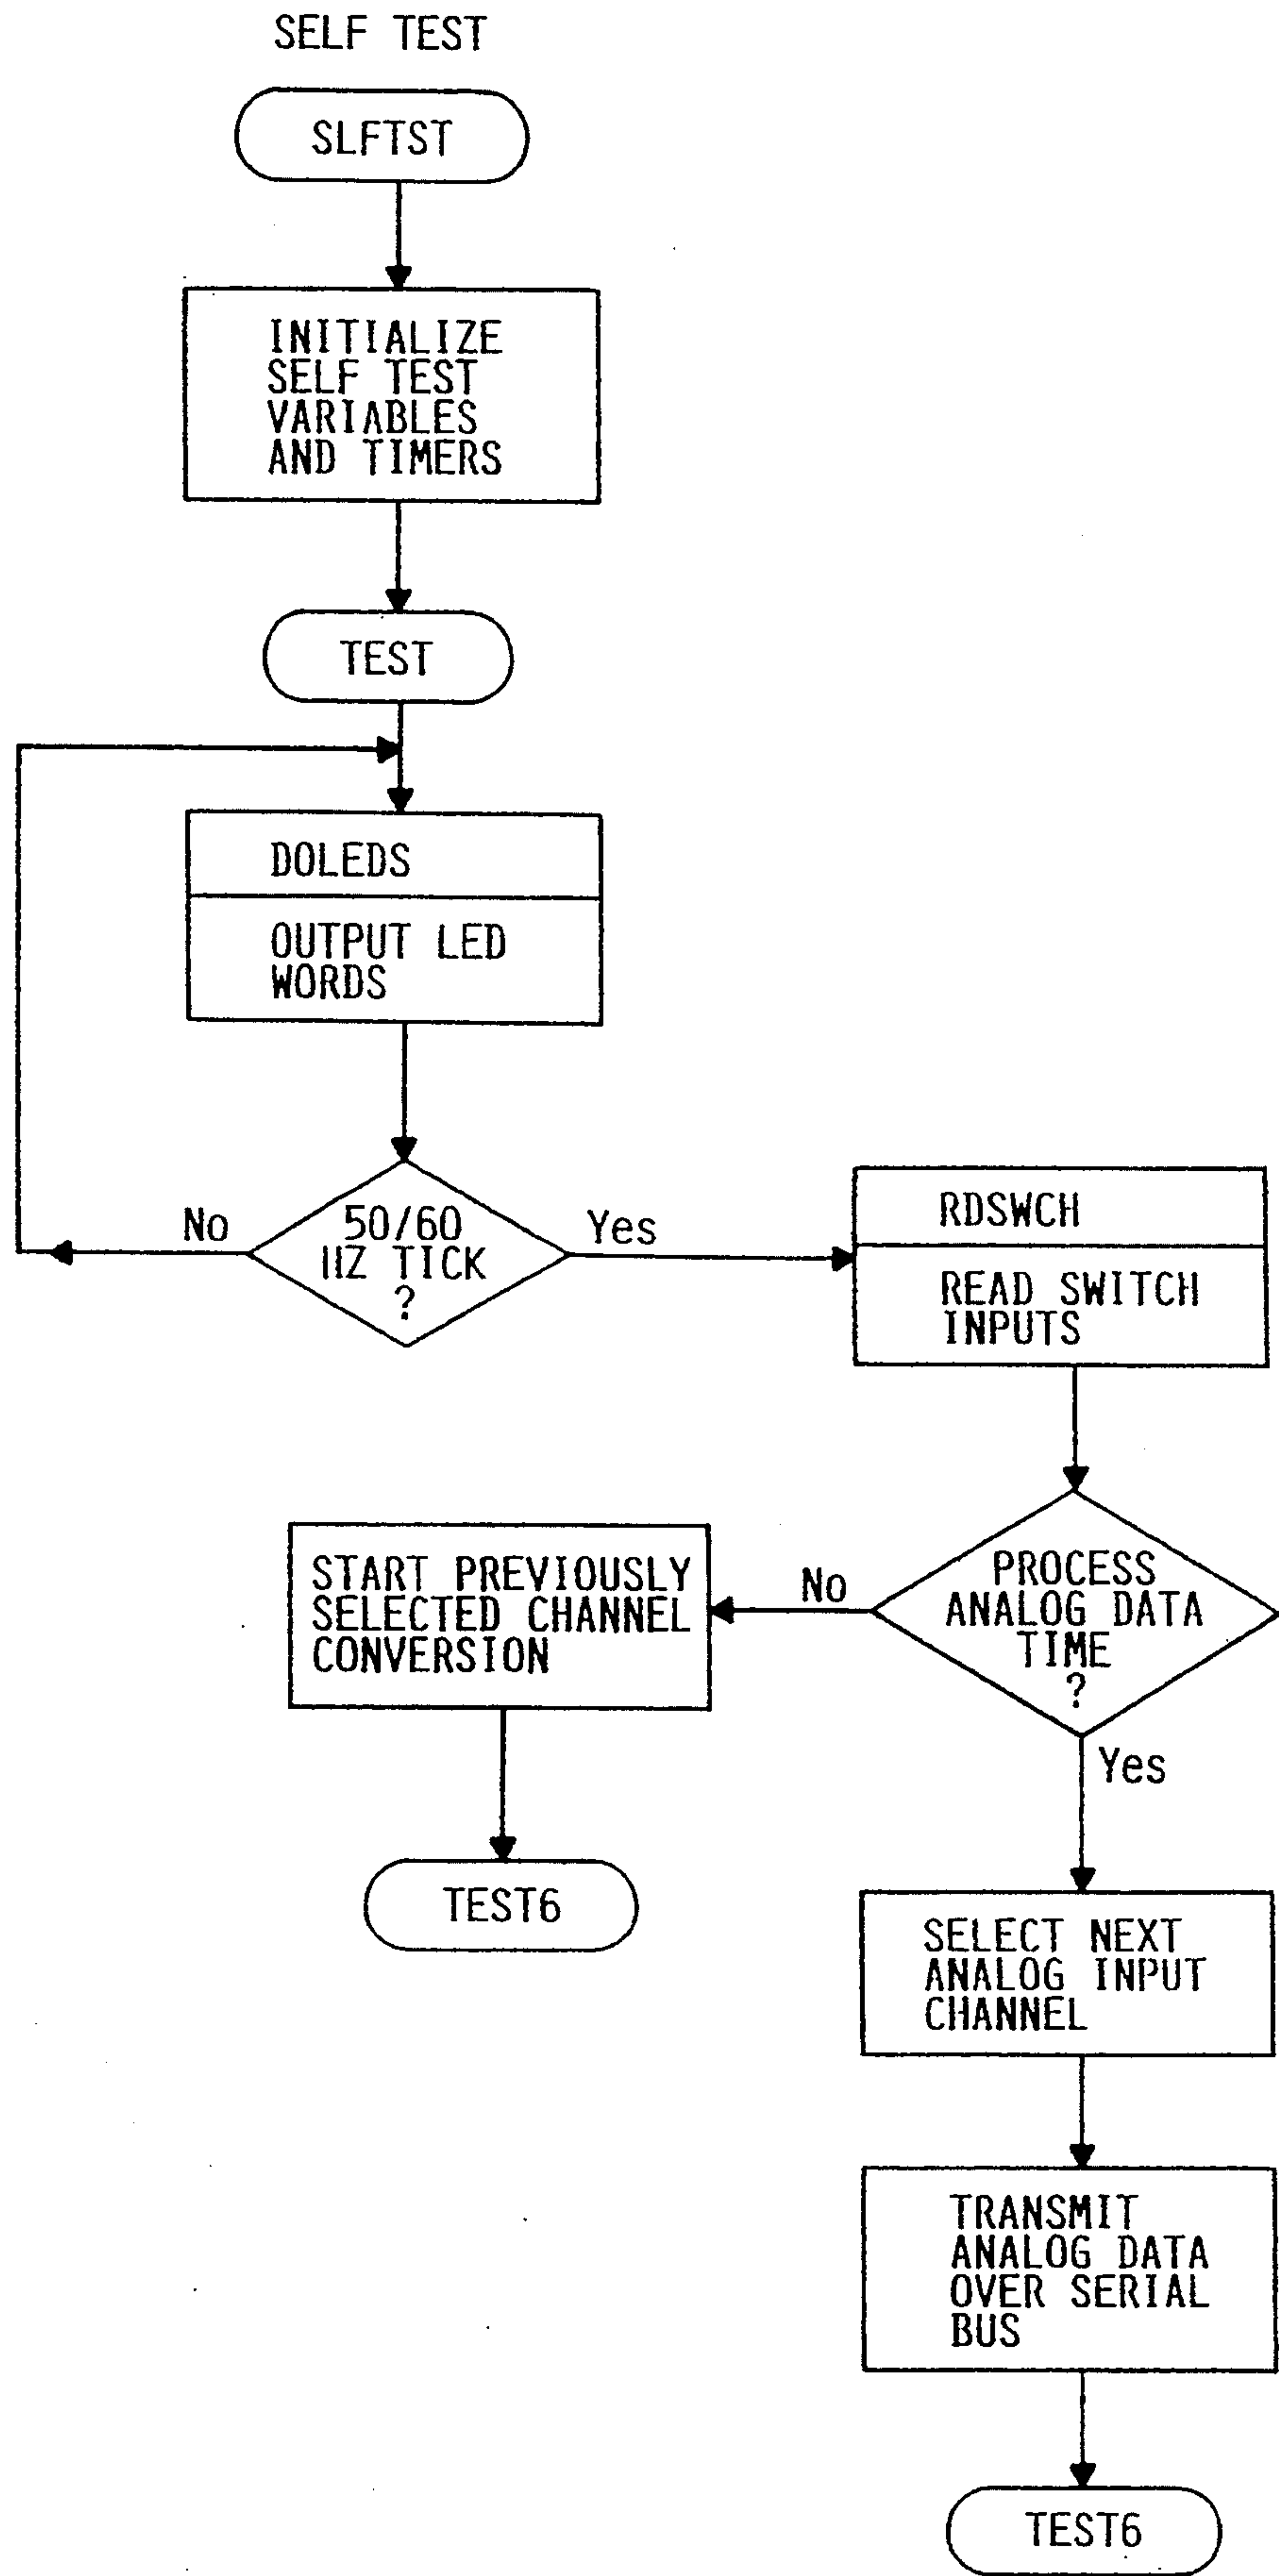 SELF TEST
SLFTST
INITIALIZE
SELF TEST
VARIABLES
AND TIMERS
TEST
DOLEDS
OUTPUT LED
WORDS
50/60
HZ TICK
?
No
Yes
RDSWCH
READ SWITCH
INPUTS
PROCESS
ANALOG DATA
TIME
?
No
START PREVIOUSLY
SELECTED CHANNEL
CONVERSION
TEST6
Yes
SELECT NEXT
ANALOG INPUT
CHANNEL
TRANSMIT
ANALOG DATA
OVER SERIAL
BUS
TEST6